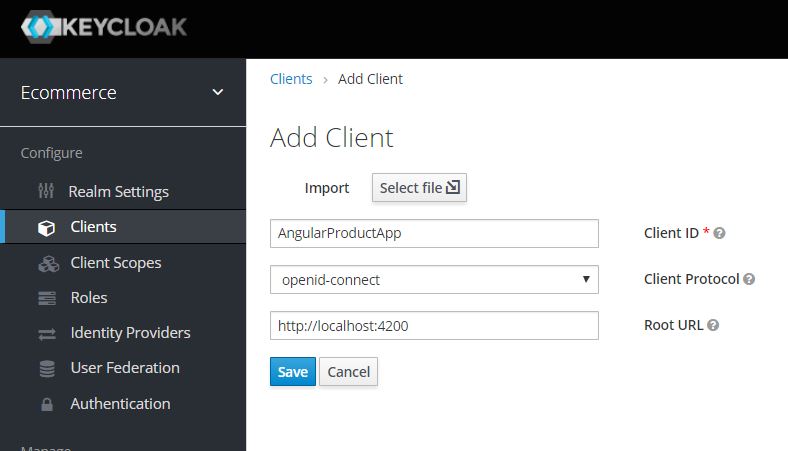 KEYCLOAK
Ecommerce
Clients › Add Client
Configure
Add Client
Realm Settings
Import Select file
Clients
AngularProductApp Client ID *
Client Scopes
openid-connect Client Protocol
Roles
http://localhost:4200 Root URL
Identity Providers
Save Cancel
User Federation
Authentication
Manage